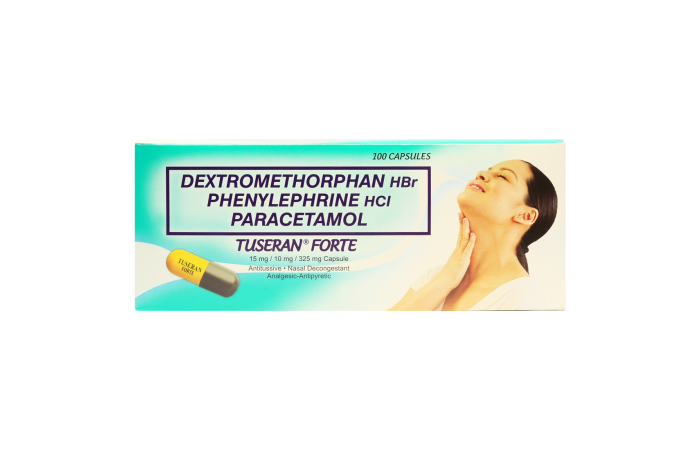 100 CAPSULES
DEXTROMETHORPHAN HBr
PHENYLEPHRINE HCl
PARACETAMOL
TUSERAN® FORTE
15 mg / 10 mg / 325 mg Capsule
Antitussive • Nasal Decongestant
Analgesic-Antipyretic
TUSERAN
FORTE